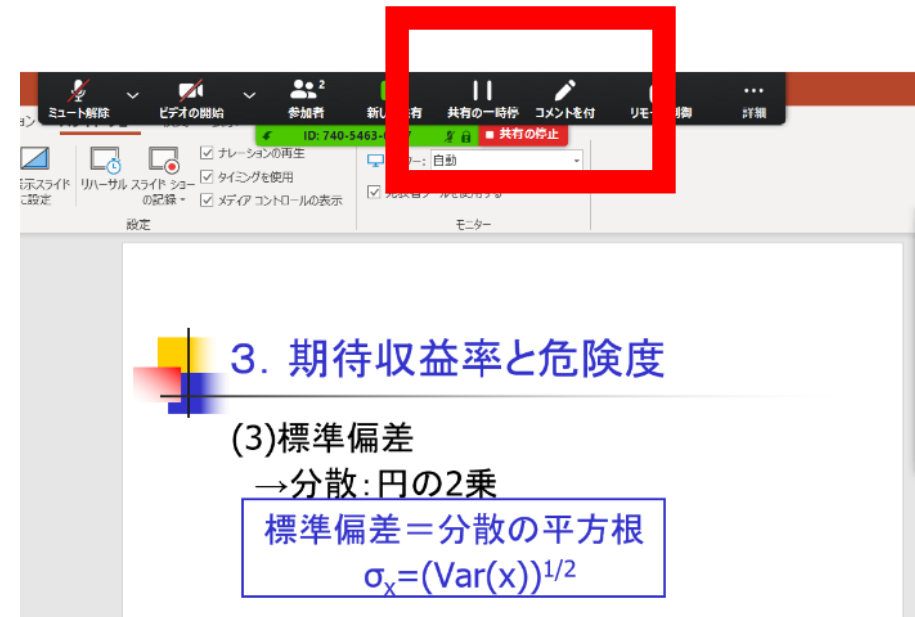 2
ミュート解除 ビデオの開始 参加者 共有の一時停 コメントを付 詳細
ID: 740-5463- 共有の停止
ナレーションの再生
自動
リハーサル スライド ショー タイミングを使用
に設定 の記録 メディア コントロールの表示
設定 モニター
3. 期待収益率と危険度
(3)標準偏差
→分散:円の2乗
標準偏差=分散の平方根
σx=(Var(x))1/2